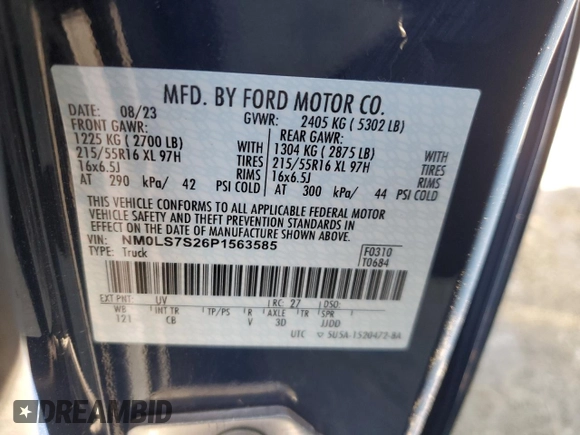 MFD. BY FORD MOTOR CO.
DATE: 08/23 GVWR: 2405 KG ( 5302 LB)
FRONT GAWR: REAR GAWR:
1225 KG ( 2700 LB) WITH 1304 KG ( 2875 LB) WITH
215/55R16 XL 97H TIRES 215/55R16 XL 97H TIRES
16x6.5J RIMS 16x6.5J RIMS
AT 290 kPa/ 42 PSI COLD AT 300 kPa/ 44 PSI COLD
THIS VEHICLE CONFORMS TO ALL APPLICABLE FEDERAL MOTOR
VEHICLE SAFETY AND THEFT PREVENTION STANDARDS IN EFFECT
ON THE DATE OF MANUFACTURE SHOWN ABOVE.
VIN: NM0LS7S26P1563585
TYPE: Truck
F0310
T0684
EXT PNT: UV RC: 27 DSO:
WB INT TR TP/PS R AXLE TR SPR
121 CB V 3D JJDD
UTC 5U5A-1520472-BA
DREAMBID